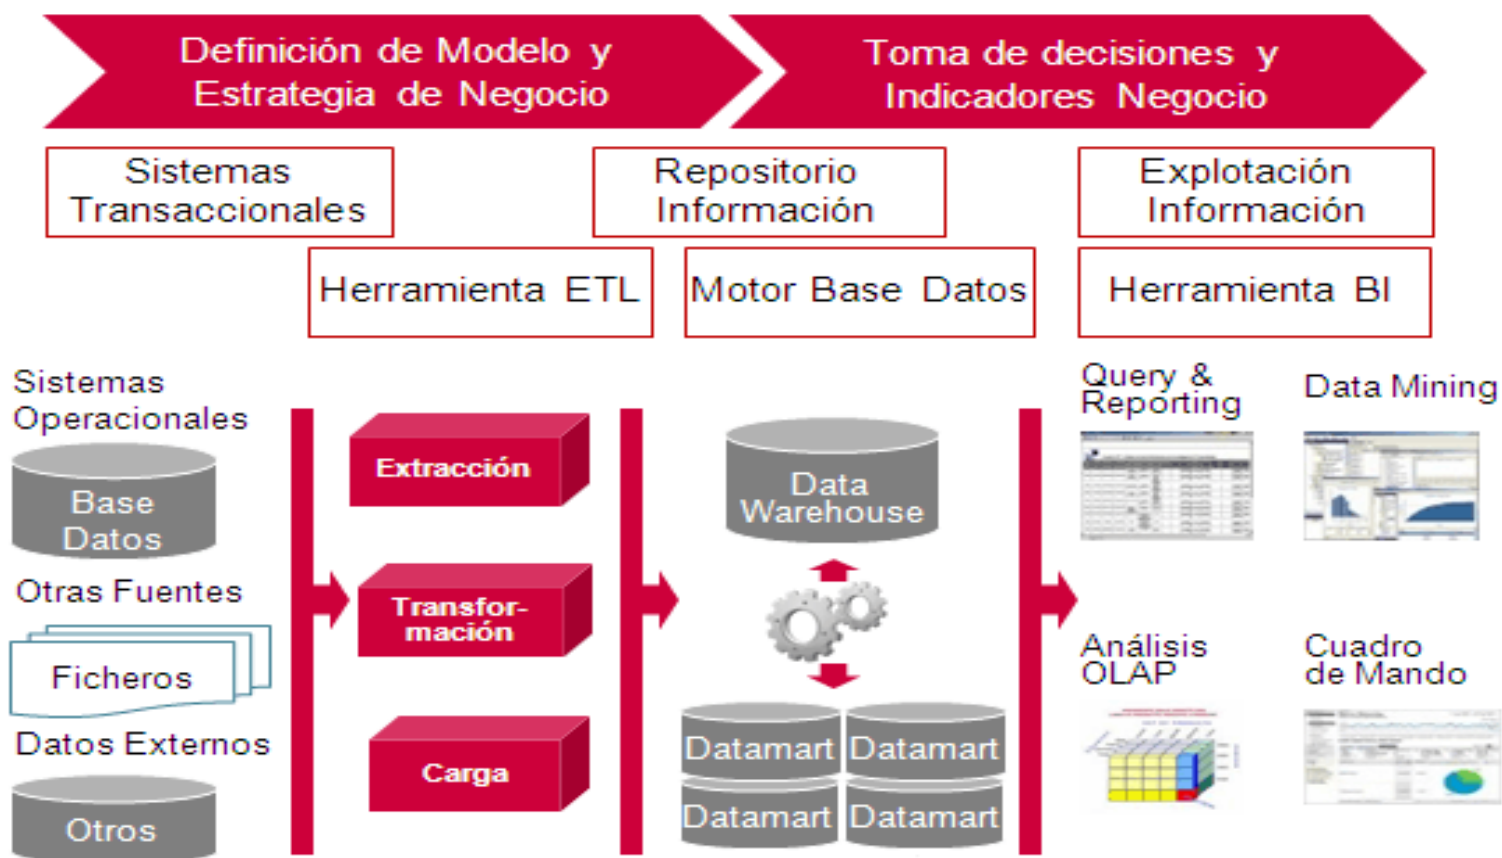 Definición de Modelo y
Estrategia de Negocio
Toma de decisiones y
Indicadores Negocio
Sistemas
Transaccionales
Repositorio
Información
Explotación
Información
Herramienta ETL
Motor Base Datos
Herramienta BI
Sistemas
Operacionales
Base
Datos
Otras Fuentes
Ficheros
Datos Externos
Otros
Extracción
Transfor-
mación
Carga
Data
Warehouse
Datamart
Datamart
Datamart
Datamart
Query &
Reporting
Data Mining
Análisis
OLAP
Cuadro
de Mando